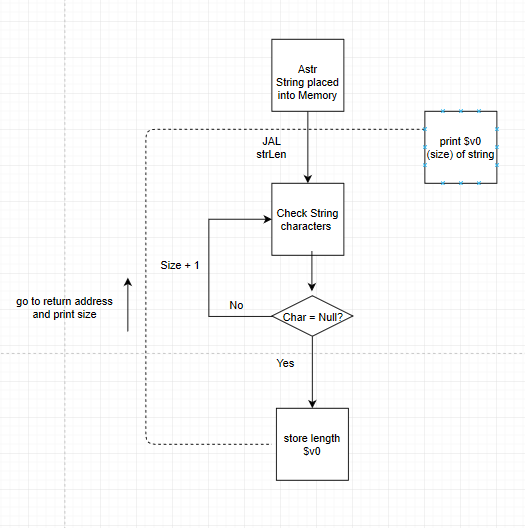 Astr
String placed
into Memory
JAL
strLen
print $v0
(size) of string
Check String
characters
Size + 1
go to return address
and print size
No
Char = Null?
Yes
store length
$v0